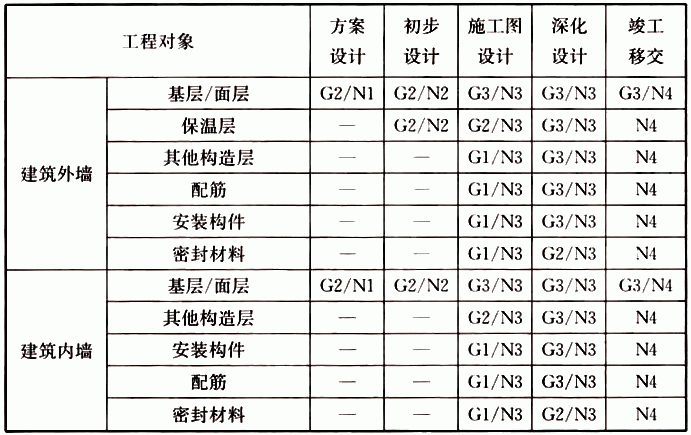 工程对象 方案设计 初步设计 施工图设计 深化设计 竣工移交
建筑外墙 基层/面层 G2/N1 G2/N2 G3/N3 G3/N3 G3/N4
保温层 — G2/N2 G2/N3 G3/N3 N4
其他构造层 — — G1/N3 G3/N3 N4
配筋 — — G1/N3 G3/N3 N4
安装构件 — — G1/N3 G3/N3 N4
密封材料 — — G1/N3 G2/N3 N4
建筑内墙 基层/面层 G2/N1 G2/N2 G3/N3 G3/N3 G3/N4
其他构造层 — — G2/N3 G3/N3 N4
安装构件 — — G1/N3 G3/N3 N4
配筋 — — G1/N3 G3/N3 N4
密封材料 — — G1/N3 G2/N3 N4